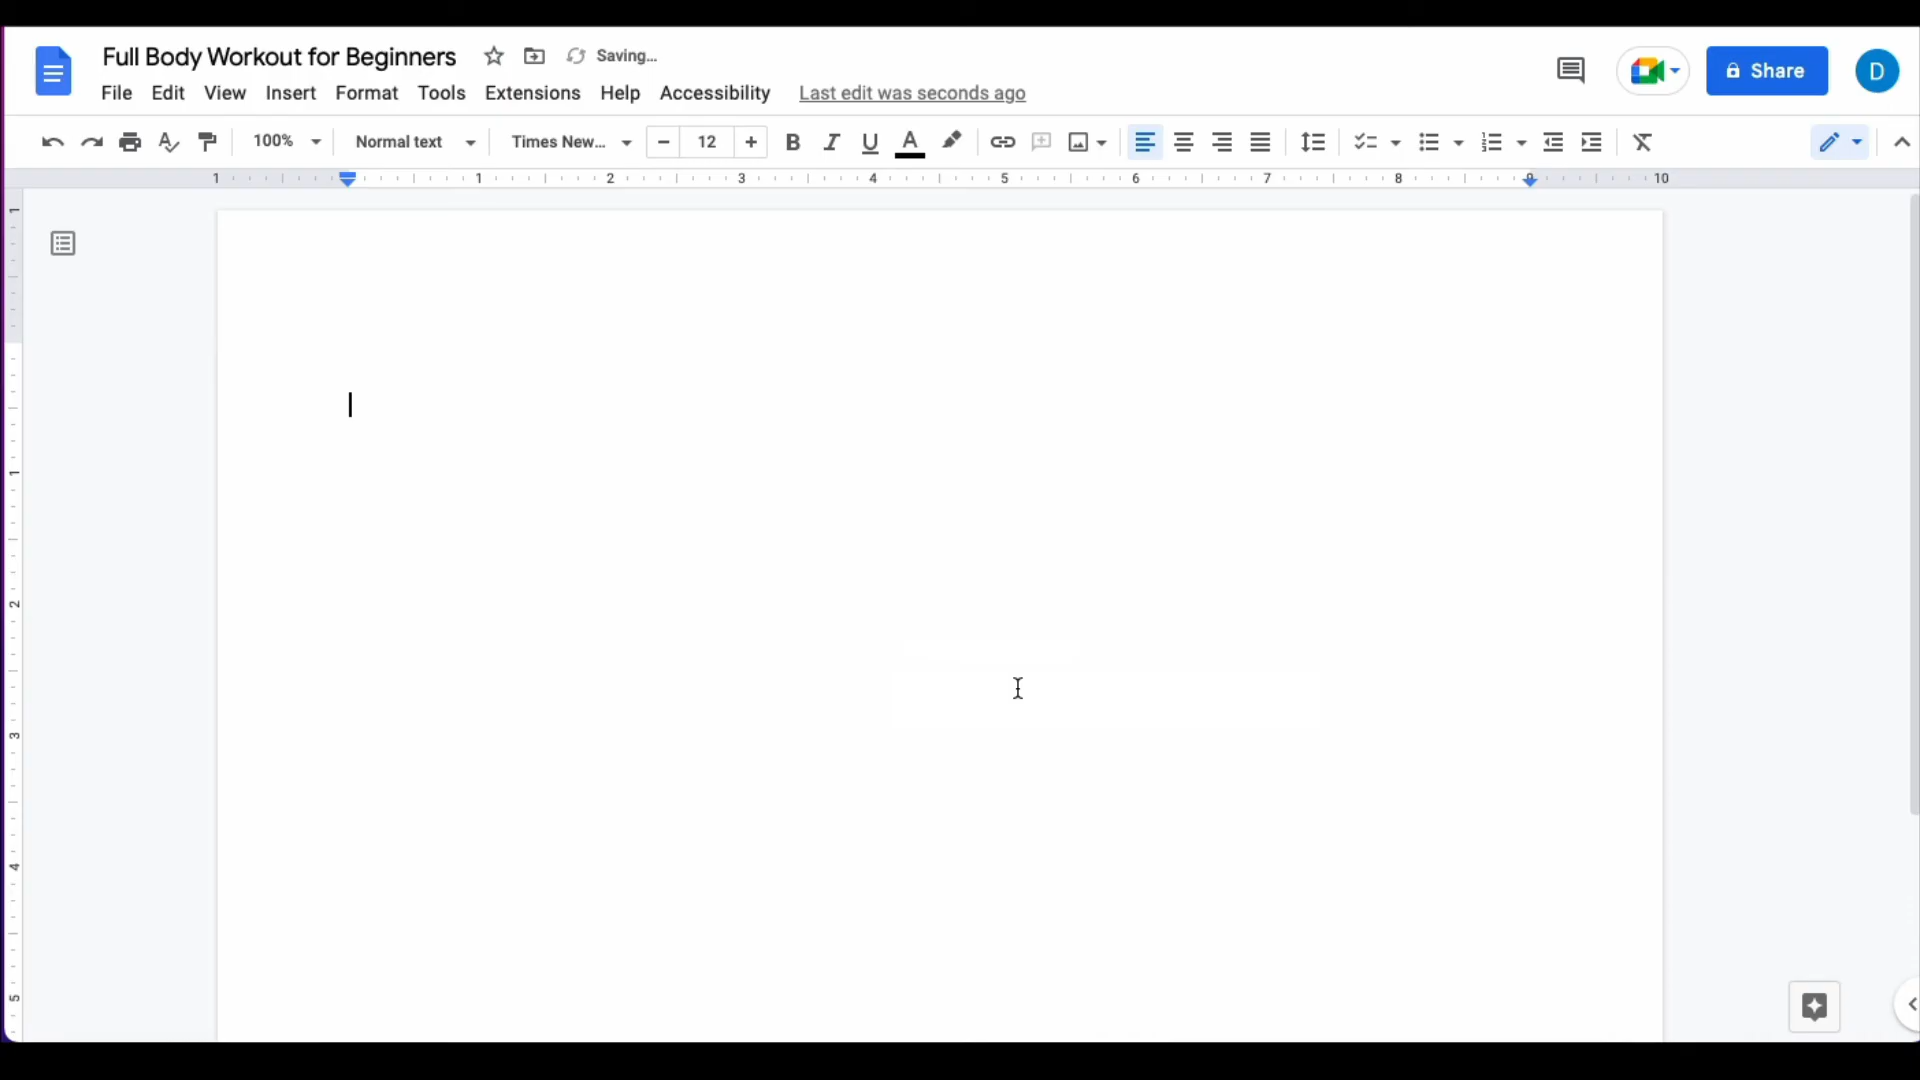 Full Body Workout for Beginners Saving...
File Edit View Insert Format Tools Extensions Help Accessibility Last edit was seconds ago
Share
D
100% Normal text Times New... 12 B I U A
1 1 2 3 4 5 6 7 8 9 10
1
1
2
3
4
5